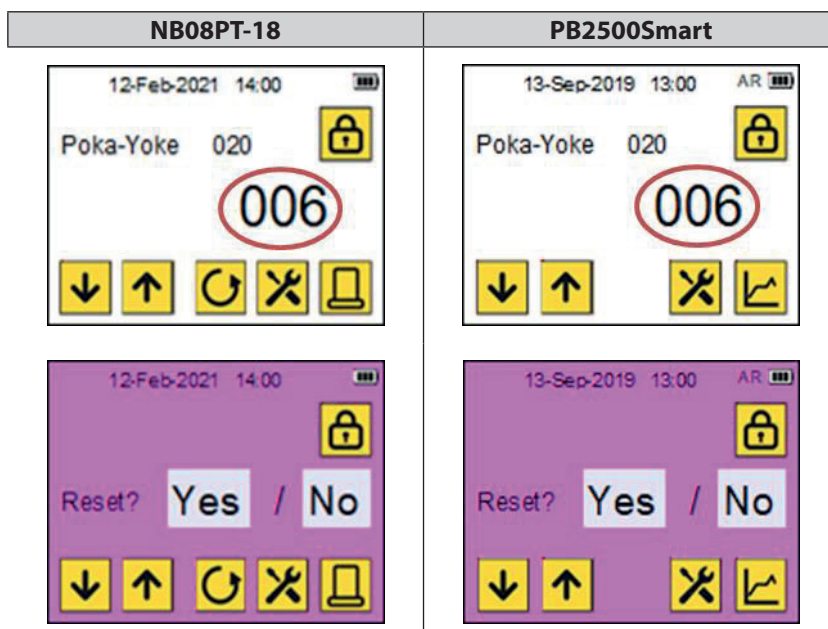 NB08PT-18
PB2500Smart
12-Feb-2021 14:00
Poka-Yoke 020
006
13-Sep-2019 13:00 AR
Poka-Yoke 020
006
12-Feb-2021 14:00
Reset? Yes / No
13-Sep-2019 13:00 AR
Reset? Yes / No